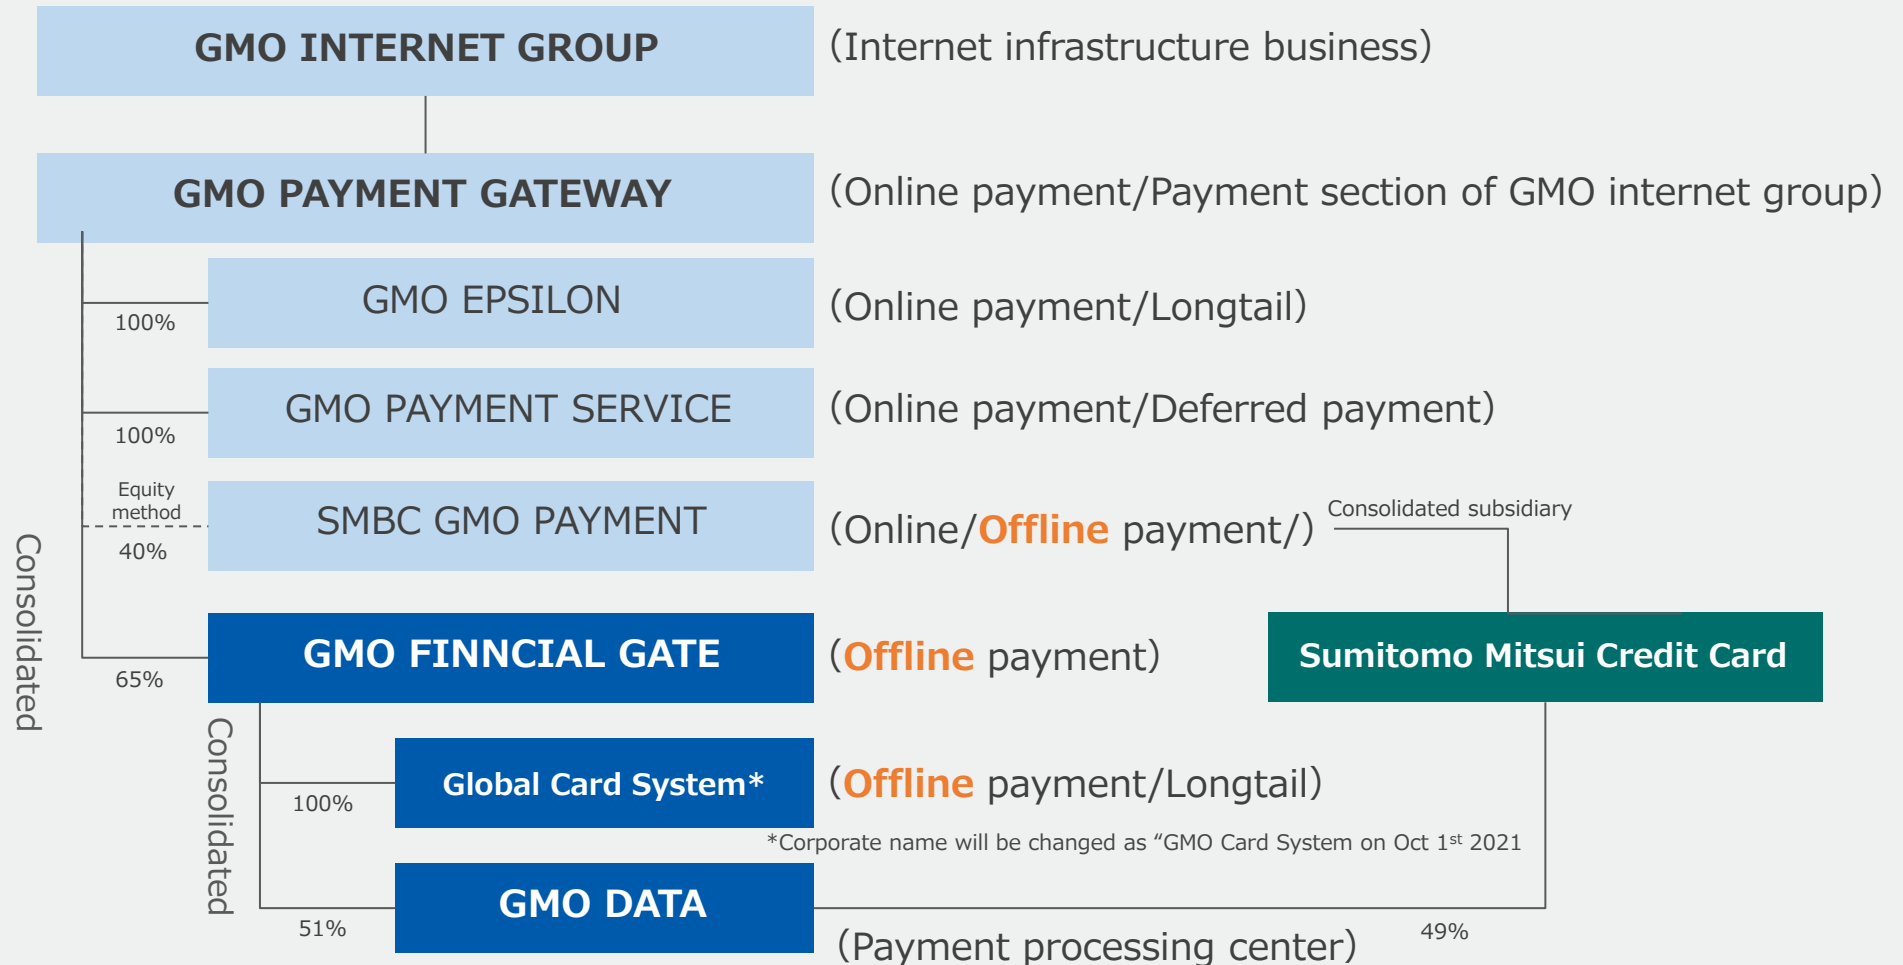 GMO INTERNET GROUP
(Internet infrastructure business)
GMO PAYMENT GATEWAY
(Online payment/Payment section of GMO internet group)
GMO EPSILON
(Online payment/Longtail)
100%
GMO PAYMENT SERVICE
(Online payment/Deferred payment)
100%
Equity
method
40%
SMBC GMO PAYMENT
(Online/Offline payment/)
Consolidated subsidiary
Consolidated
GMO FINNCIAL GATE
(Offline payment)
Sumitomo Mitsui Credit Card
65%
Consolidated
Global Card System*
(Offline payment/Longtail)
100%
*Corporate name will be changed as “GMO Card System on Oct 1st 2021
GMO DATA
51%
49%
(Payment processing center)